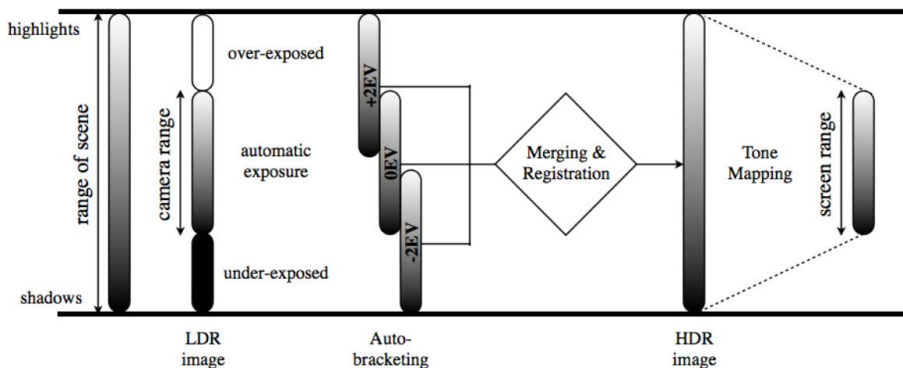 highlights
range of scene
shadows
camera range
over-exposed
automatic
exposure
under-exposed
LDR
image
+2EV
0EV
-2EV
Auto-
bracketing
Merging &
Registration
HDR
image
Tone
Mapping
screen range